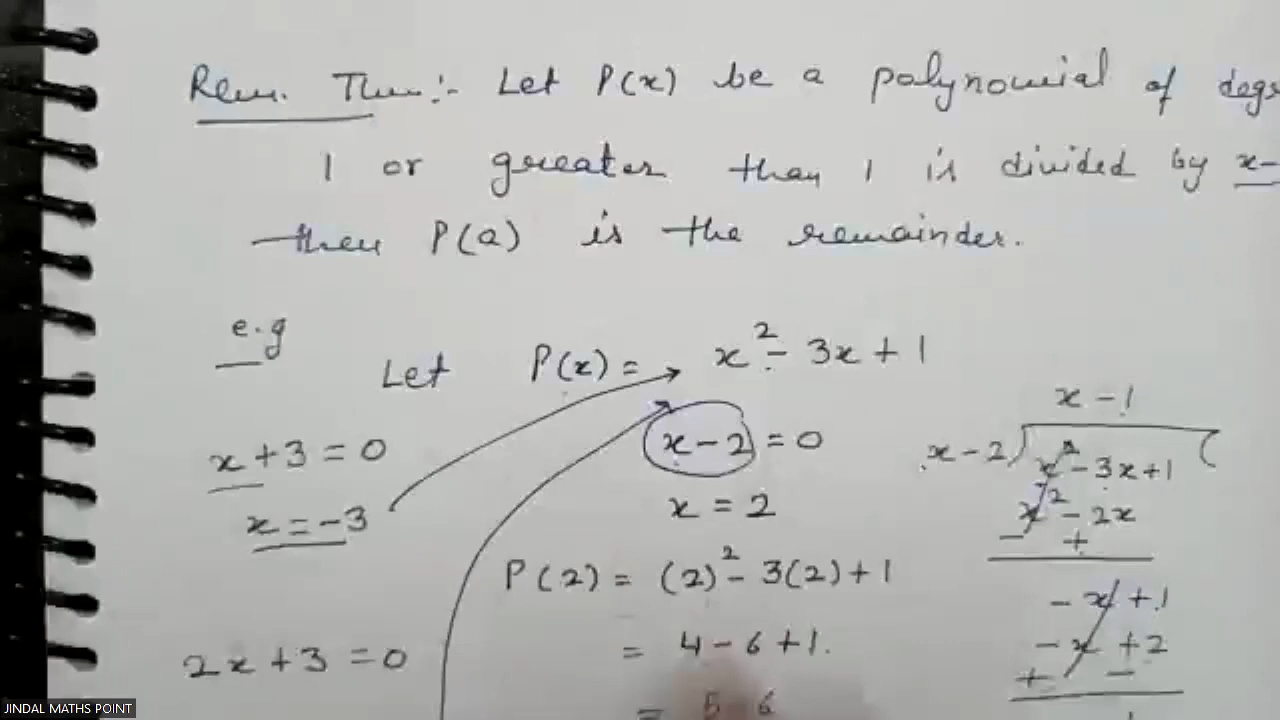 Rem. Thm:- Let P(x) be a polynomial of degr
1 or greater than 1 is divided by x-
then P(a) is the remainder.
e.g
Let P(x) = x² - 3x + 1
x + 3 = 0
x = -3
x - 2 = 0
x = 2
P(2) = (2)² - 3(2) + 1
= 4 - 6 + 1.
= 5 6
2x + 3 = 0
x - 1
x - 2) x² - 3x + 1
x² - 2x
- +
- x + 1
- x + 2
+ -
JINDAL MATHS POINT